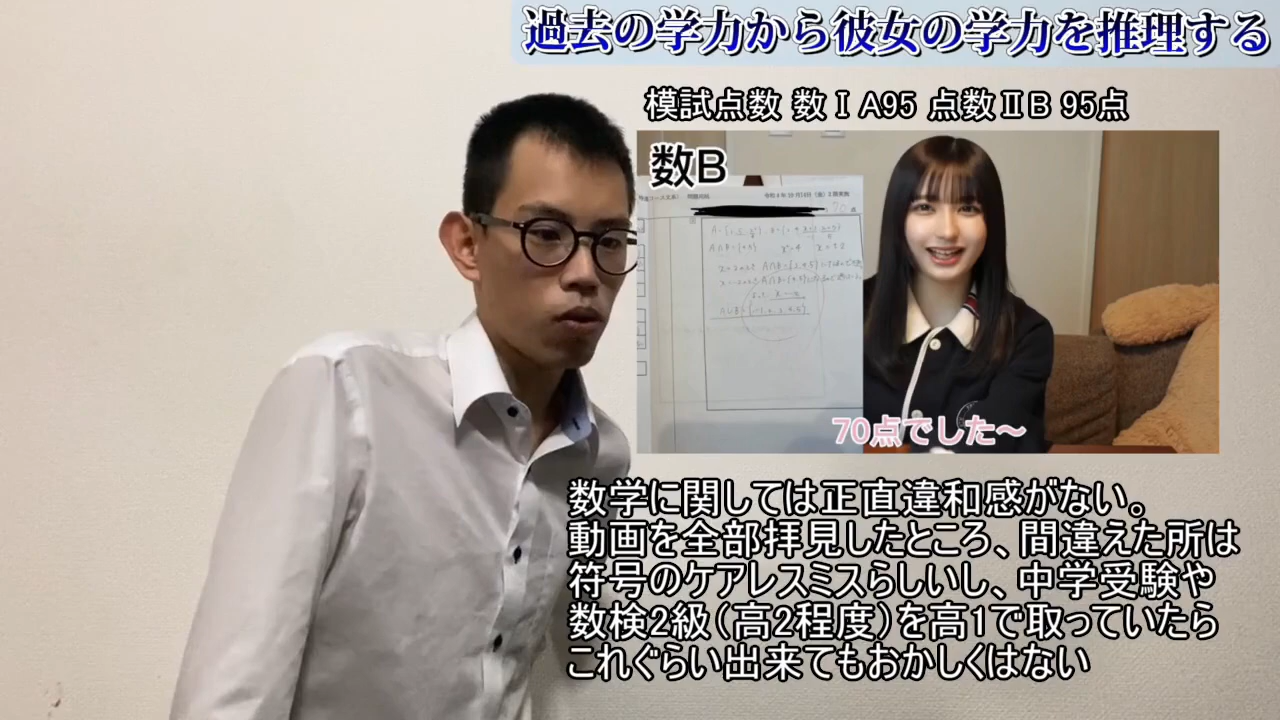 過去の学力から彼女の学力を推理する
模試点数 数ⅠA95 点数ⅡB 95点
数B
70点
A∩B={4,5}
70点でした～
数学に関しては正直違和感がない。
動画を全部拝見したところ、間違えた所は
符号のケアレスミスらしいし、中学受験や
数検2級（高2程度）を高1で取っていたら
これぐらい出来てもおかしくはない